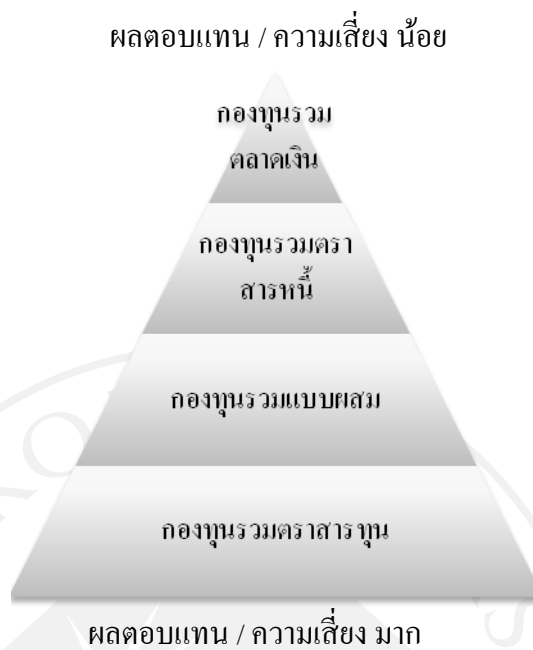 ผลตอบแทน / ความเสี่ยง น้อย
กองทุนรวม
ตลาดเงิน
กองทุนรวมตรา
สารหนี้
กองทุนรวมแบบผสม
กองทุนรวมตราสารทุน
ผลตอบแทน / ความเสี่ยง มาก